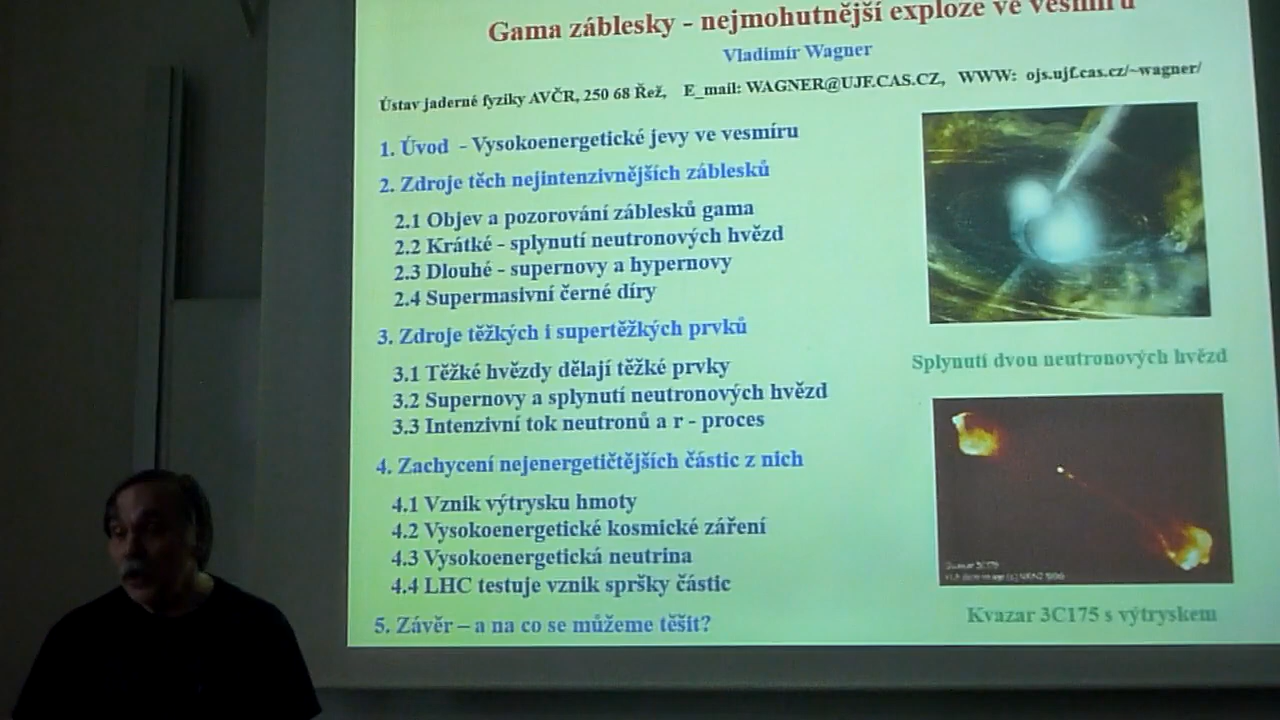 Gama záblesky - nejmohutnější exploze ve vesmíru
Vladimír Wagner
Ústav jaderné fyziky AVČR, 250 68 Řež, E_mail: WAGNER@UJF.CAS.CZ, WWW: ojs.ujf.cas.cz/~wagner/
1. Úvod - Vysokoenergetické jevy ve vesmíru
2. Zdroje těch nejintenzivnějších záblesků
2.1 Objev a pozorování záblesků gama
2.2 Krátké - splynutí neutronových hvězd
2.3 Dlouhé - supernovy a hypernovy
2.4 Supermasivní černé díry
3. Zdroje těžkých i supertěžkých prvků
3.1 Těžké hvězdy dělají těžké prvky
3.2 Supernovy a splynutí neutronových hvězd
3.3 Intenzivní tok neutronů a r - proces
4. Zachycení nejenergetičtějších částic z nich
4.1 Vznik výtrysku hmoty
4.2 Vysokoenergetické kosmické záření
4.3 Vysokoenergetická neutrina
4.4 LHC testuje vznik spršky částic
5. Závěr – a na co se můžeme těšit?
Splynutí dvou neutronových hvězd
Quasar 3C175
Kvazar 3C175 s výtryskem